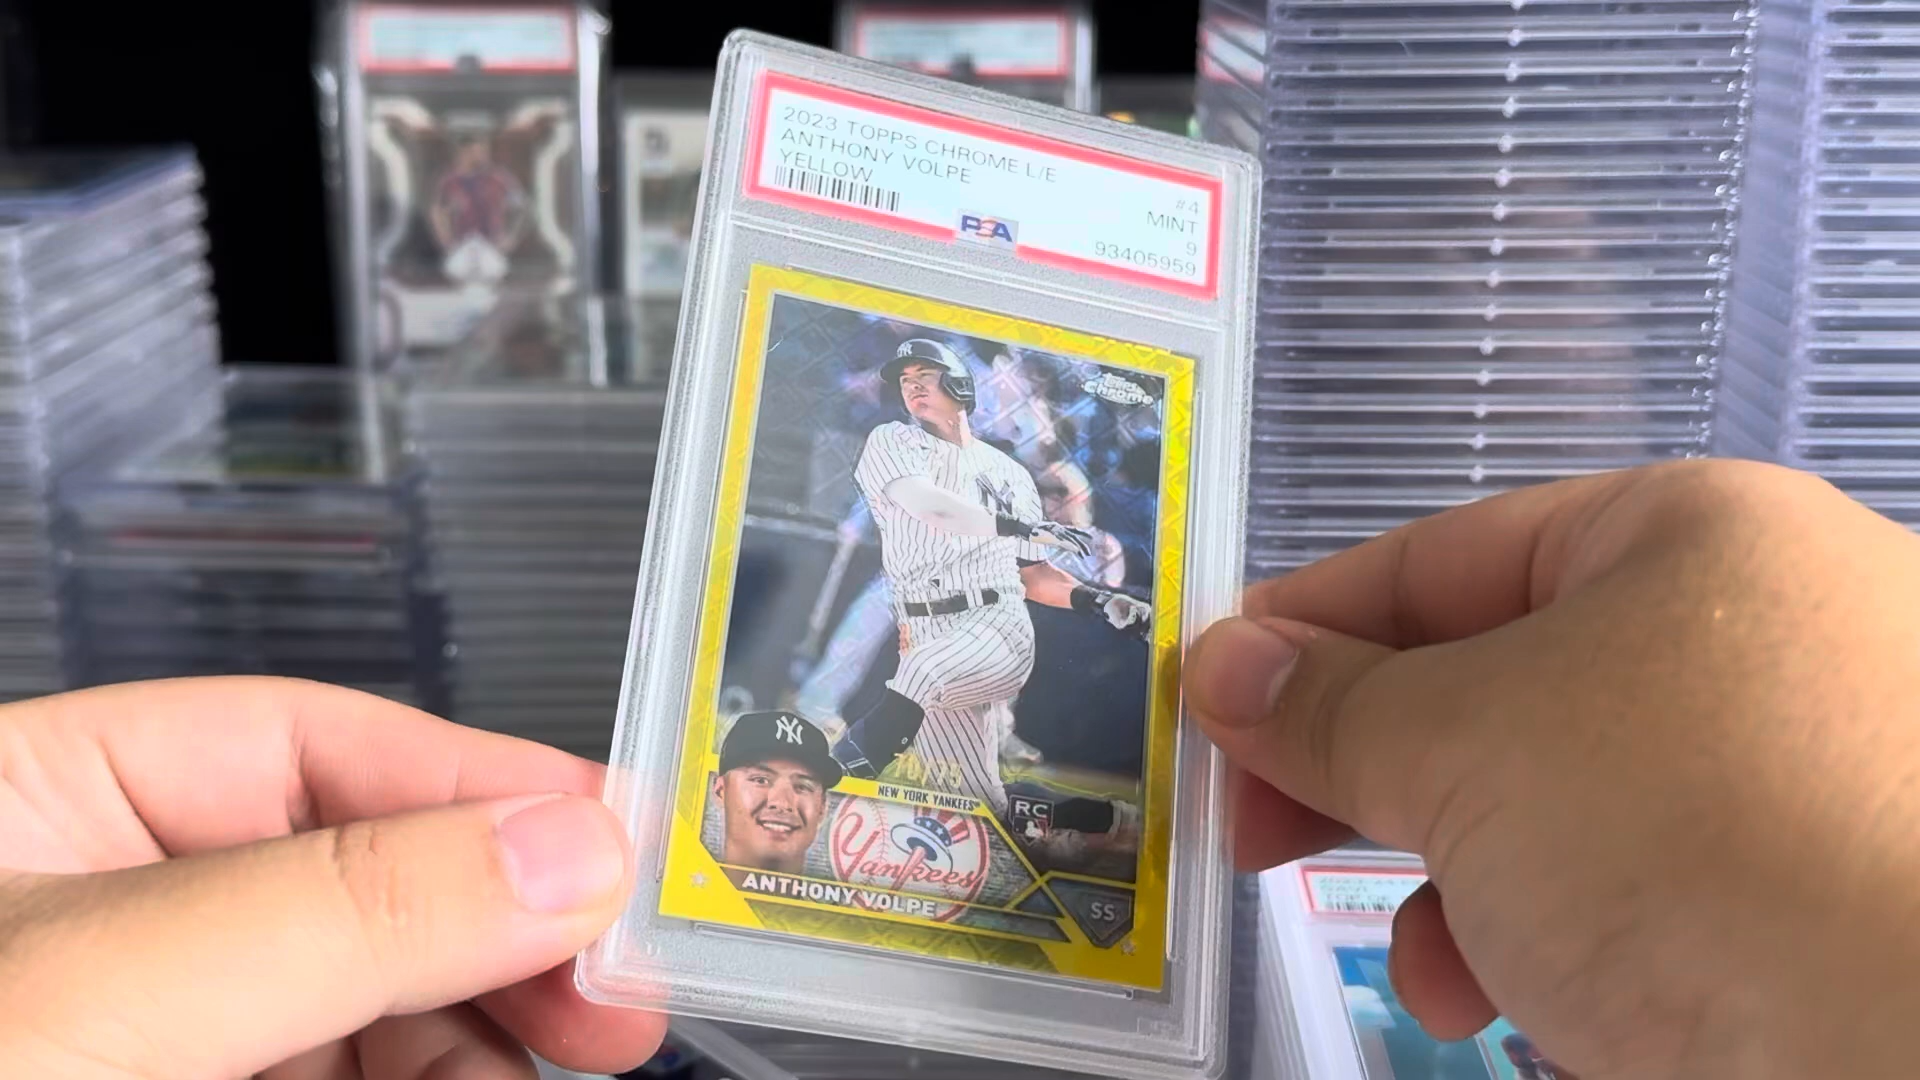 2023 TOPPS CHROME L/E
ANTHONY VOLPE
YELLOW
#4
MINT
9
93405959
PSA
Topps
Chrome
NEW YORK YANKEES
RC
Yankees
ANTHONY VOLPE
SS